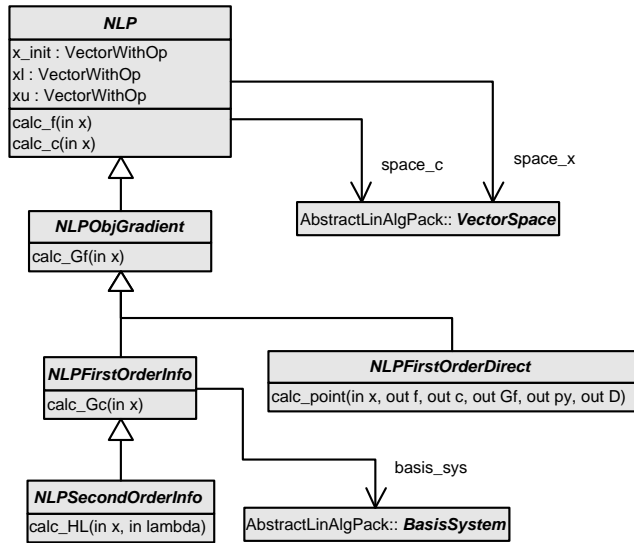 NLP
x_init : VectorWithOp
xl : VectorWithOp
xu : VectorWithOp
calc_f(in x)
calc_c(in x)
space_c
space_x
AbstractLinAlgPack:: VectorSpace
NLPObjGradient
calc_Gf(in x)
NLPFirstOrderInfo
calc_Gc(in x)
NLPFirstOrderDirect
calc_point(in x, out f, out c, out Gf, out py, out D)
basis_sys
NLPSecondOrderInfo
calc_HL(in x, in lambda)
AbstractLinAlgPack:: BasisSystem